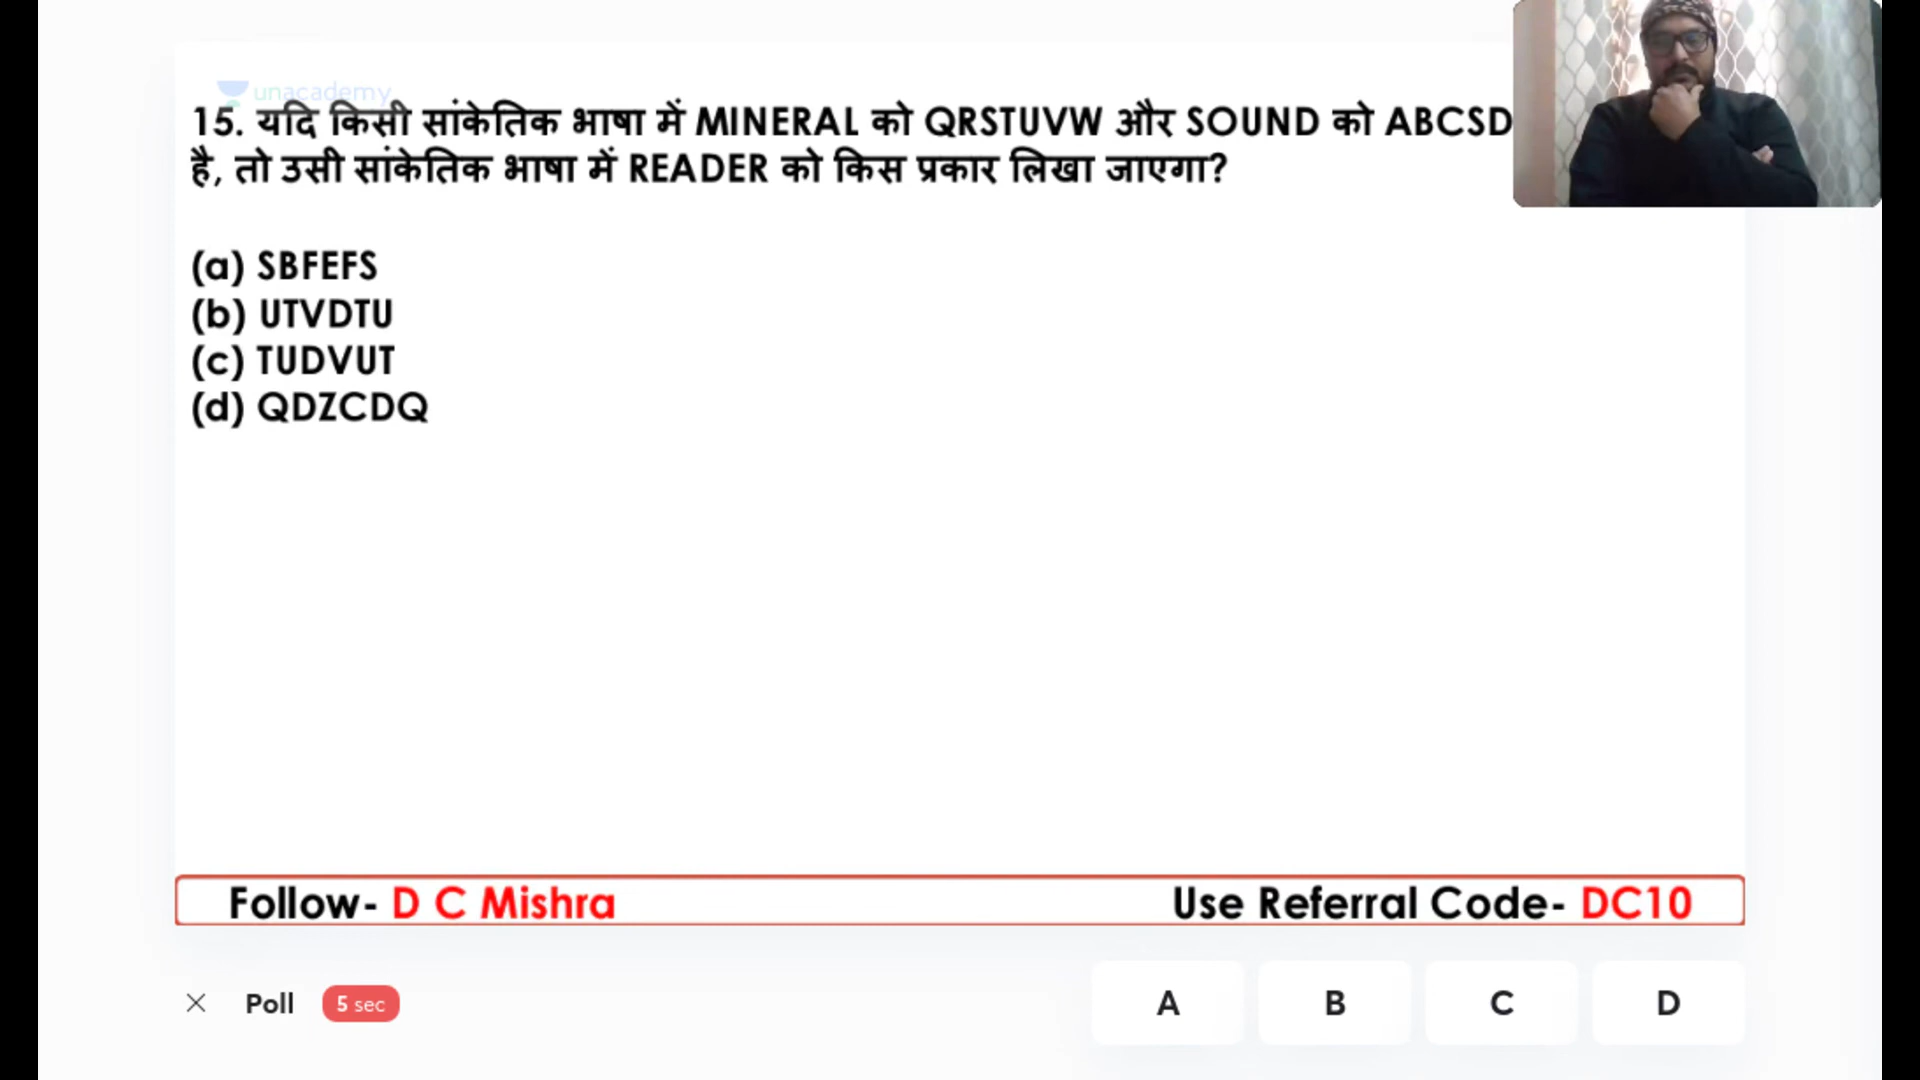 unacademy
15. यदि किसी सांकेतिक भाषा में MINERAL को QRSTUVW और SOUND को ABCSD
है, तो उसी सांकेतिक भाषा में READER को किस प्रकार लिखा जाएगा?
(a) SBFEFS
(b) UTVDTU
(c) TUDVUT
(d) QDZCDQ
Follow- D C Mishra Use Referral Code- DC10
Poll 5 sec A B C D